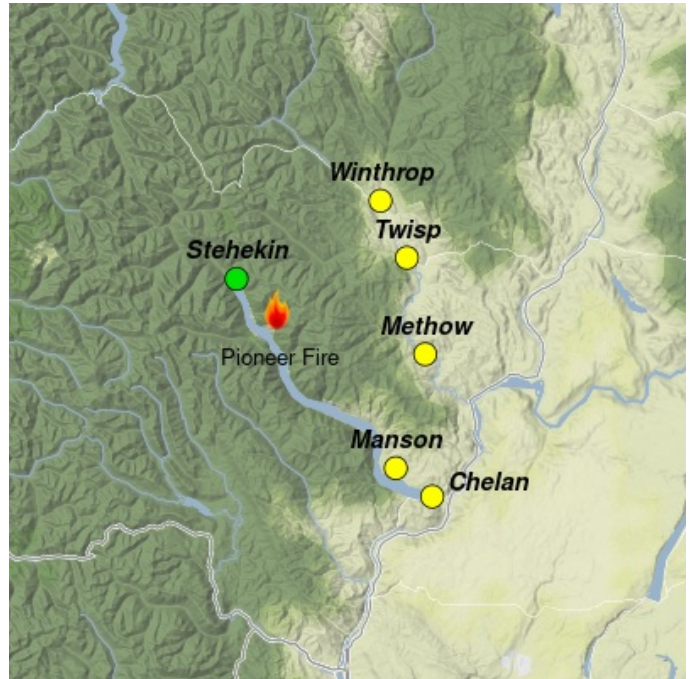 Winthrop
Twisp
Stehekin
Methow
Pioneer Fire
Manson
Chelan